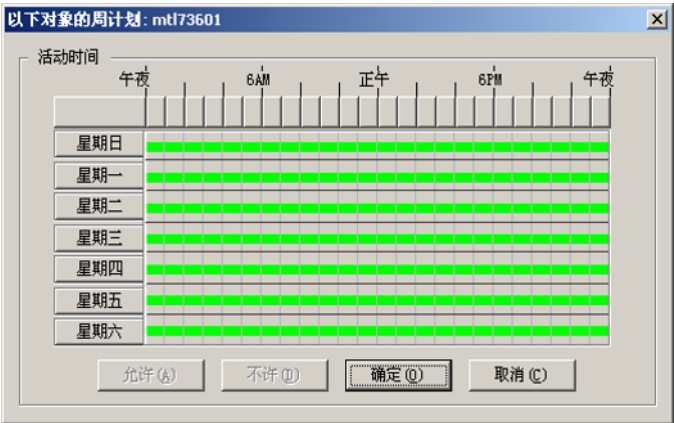 以下对象的周计划: mtl73601
活动时间
午夜 6AM 正午 6PM 午夜
星期日
星期一
星期二
星期三
星期四
星期五
星期六
允许(A) 不许(D) 确定(O) 取消(C)